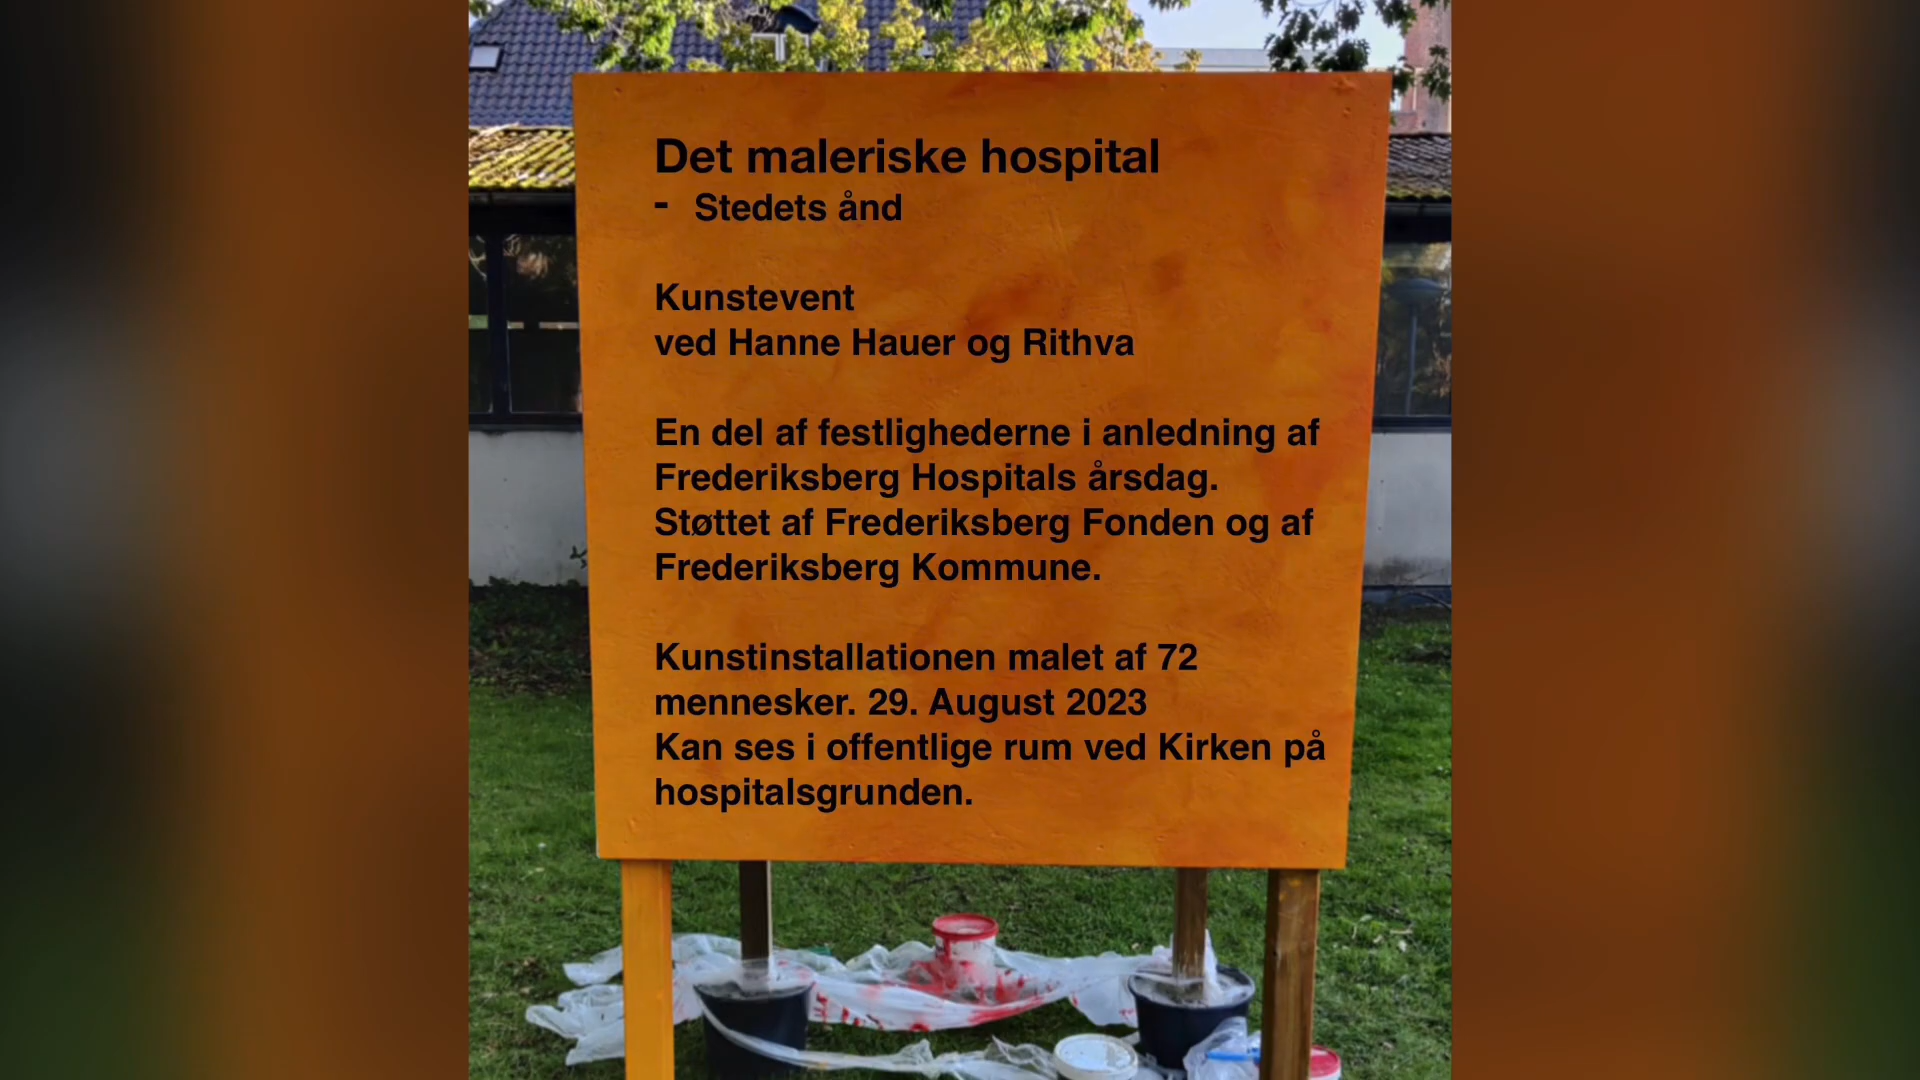 Det maleriske hospital
- Stedets ånd
Kunstevent
ved Hanne Hauer og Rithva
En del af festlighederne i anledning af
Frederiksberg Hospitals årsdag.
Støttet af Frederiksberg Fonden og af
Frederiksberg Kommune.
Kunstinstallationen malet af 72
mennesker. 29. August 2023
Kan ses i offentlige rum ved Kirken på
hospitalsgrunden.